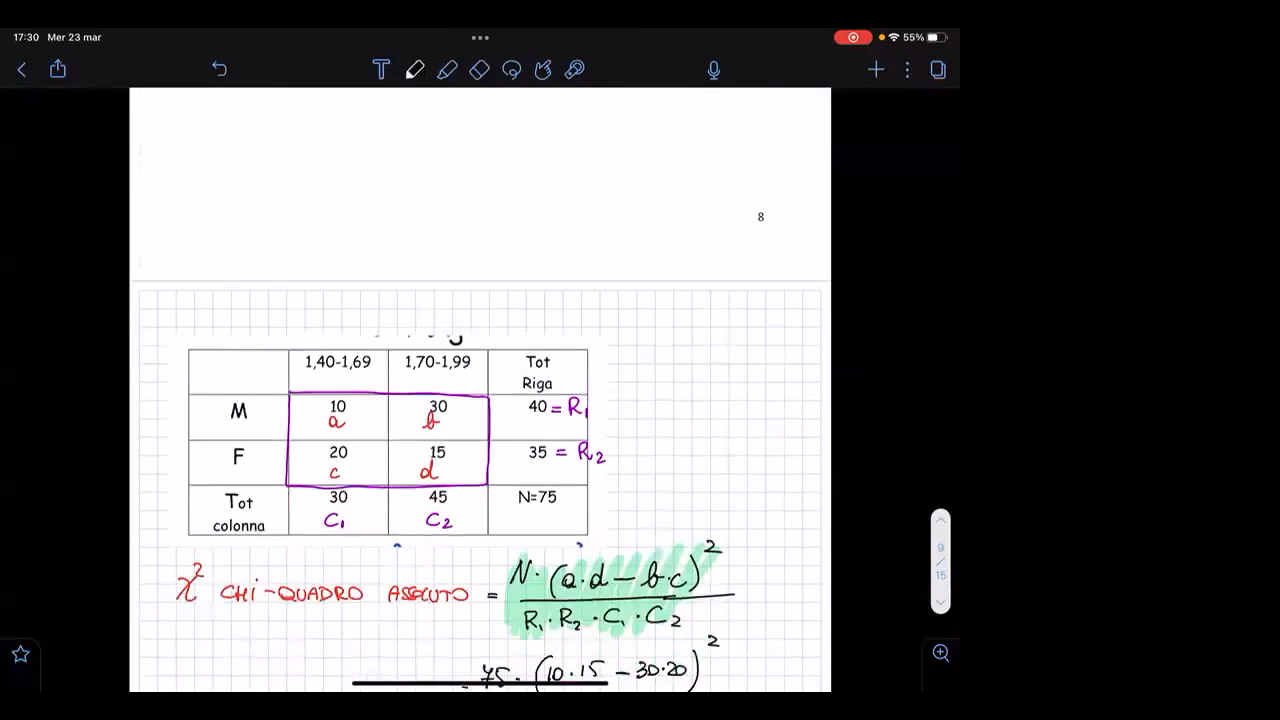 17:30 Mer 23 mar
55%
8
1,40-1,69 1,70-1,99 Tot Riga
M 10 a 30 b 40 = R₁
F 20 c 15 d 35 = R₂
Tot colonna 30 C₁ 45 C₂ N=75
χ² CHI-QUADRO ASSOLUTO = N·(a·d−b·c)² / R₁·R₂·C₁·C₂
= 75·(10·15−30·20)²
9 / 15